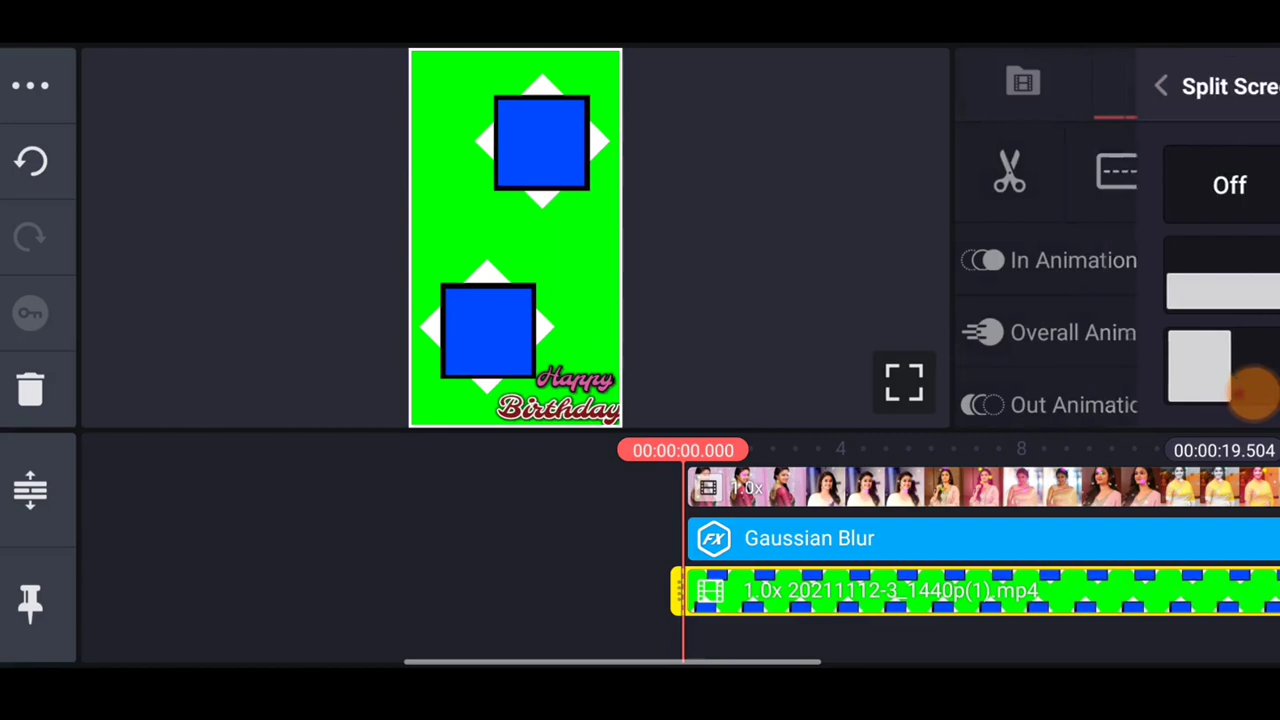 Split Scre
Off
In Animation
Overall Anim
Out Animatic
Happy
Birthday
00:00:00.000
4
8
00:00:19.504
1.0x
FX
Gaussian Blur
1.0x 20211112-3_1440p(1).mp4